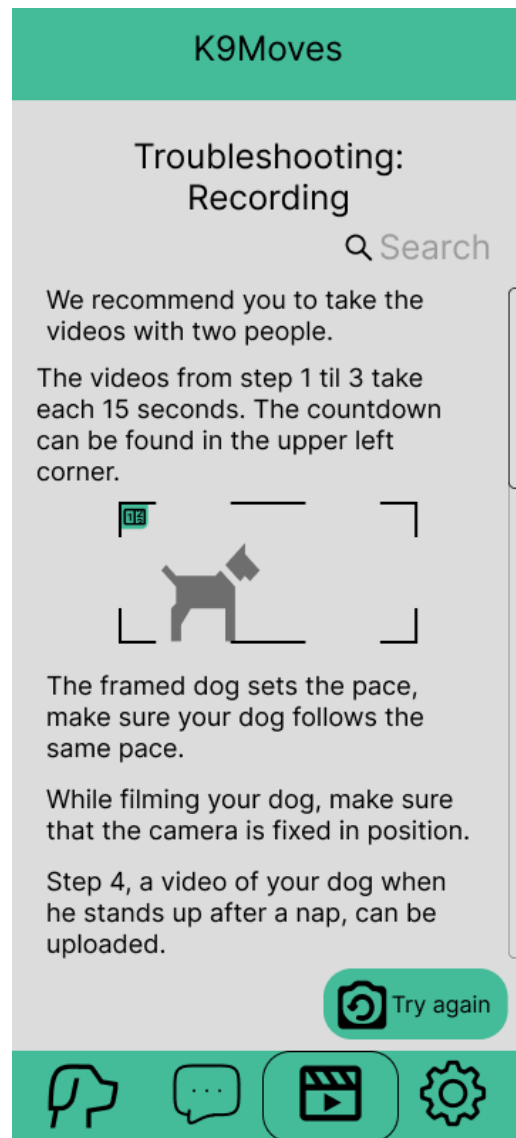 K9Moves
Troubleshooting:
Recording
Search
We recommend you to take the
videos with two people.
The videos from step 1 til 3 take
each 15 seconds. The countdown
can be found in the upper left
corner.
The framed dog sets the pace,
make sure your dog follows the
same pace.
While filming your dog, make sure
that the camera is fixed in position.
Step 4, a video of your dog when
he stands up after a nap, can be
uploaded.
Try again